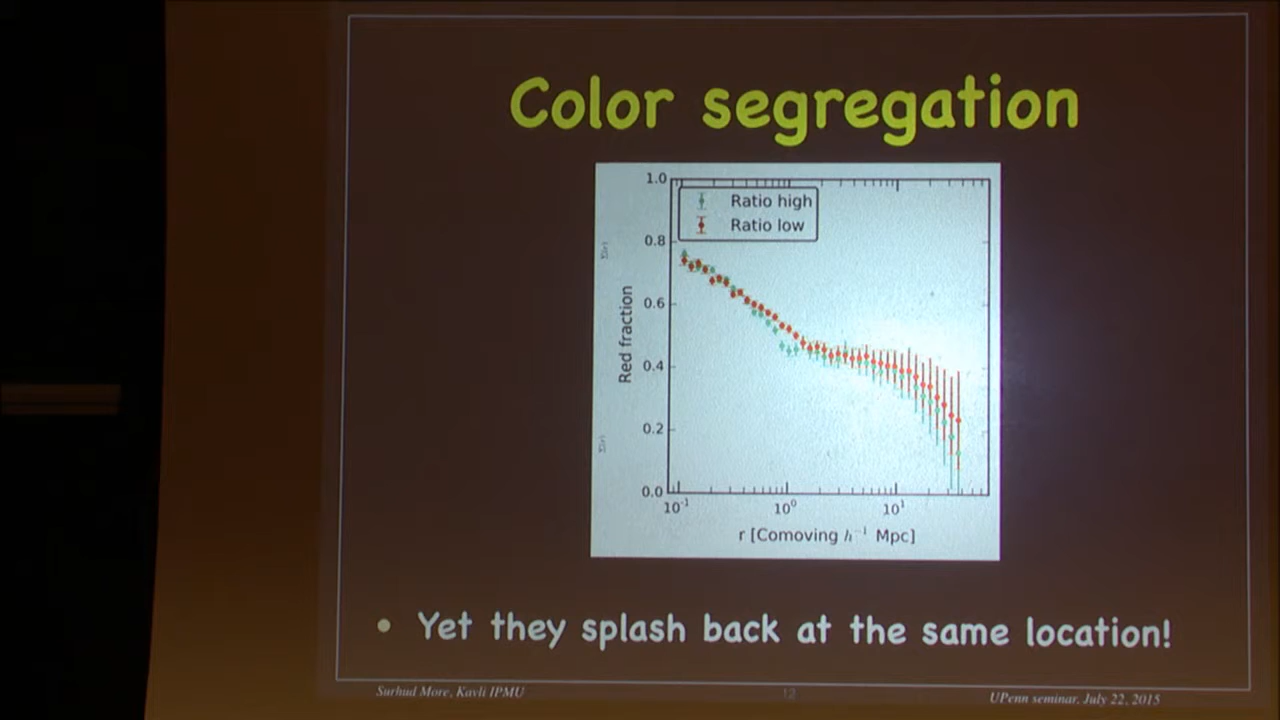 Color segregation
1.0
Ratio high
Ratio low
0.8
0.6
0.4
0.2
0.0
Red fraction
10⁻¹
10⁰
10¹
r [Comoving h⁻¹ Mpc]
• Yet they splash back at the same location!
Surhud More, Kavli IPMU
12
UPenn seminar, July 22, 2015